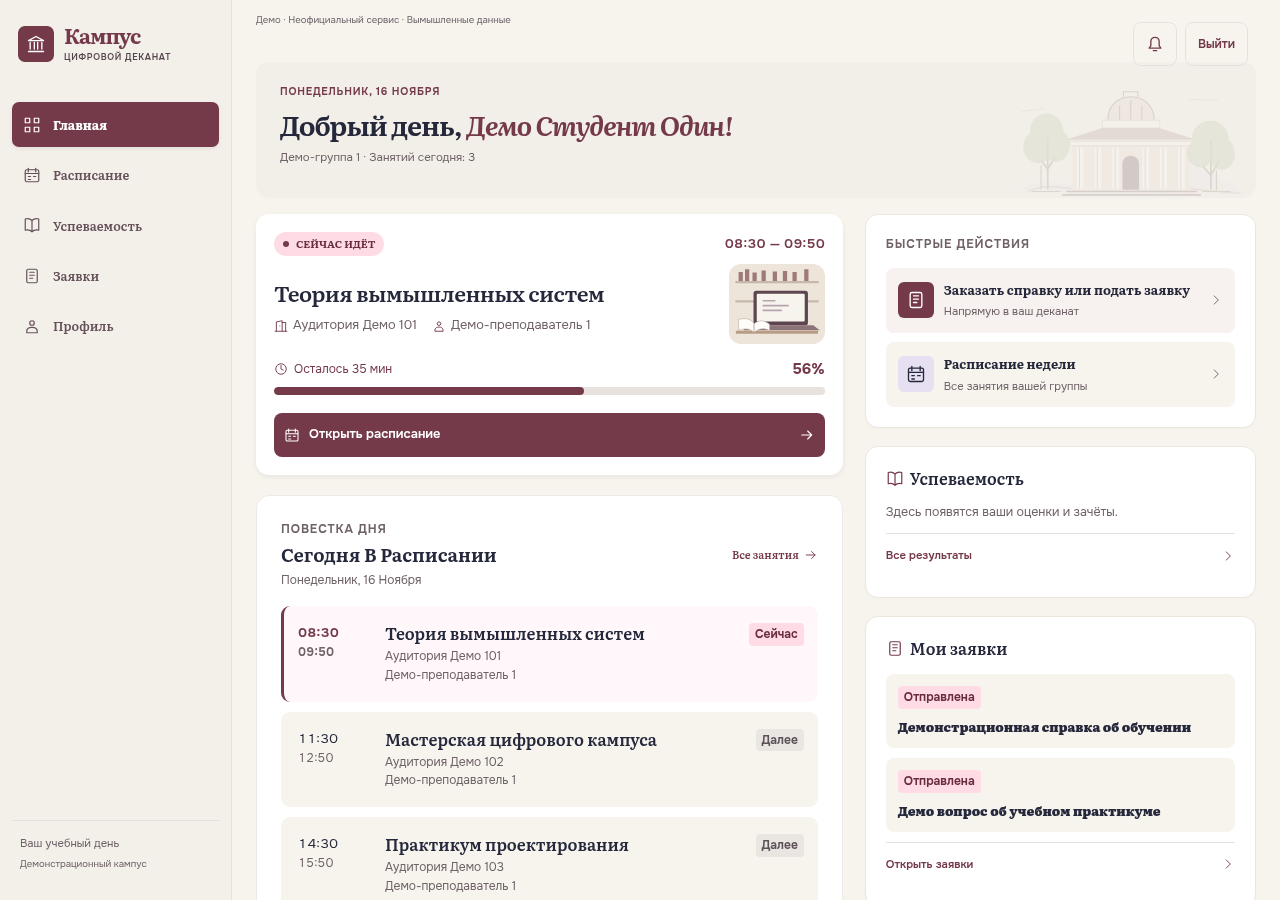 Кампус
ЦИФРОВОЙ ДЕКАНАТ
Главная
Расписание
Успеваемость
Заявки
Профиль
Ваш учебный день
Демонстрационный кампус
Демо · Неофициальный сервис · Вымышленные данные
Выйти
ПОНЕДЕЛЬНИК, 16 НОЯБРЯ
Добрый день, Демо Студент Один!
Демо-группа 1 · Занятий сегодня: 3
СЕЙЧАС ИДЁТ
08:30 — 09:50
Теория вымышленных систем
Аудитория Демо 101 Демо-преподаватель 1
Осталось 35 мин
56%
Открыть расписание
ПОВЕСТКА ДНЯ
Сегодня В Расписании
Все занятия
Понедельник, 16 Ноября
08:30
09:50
Теория вымышленных систем
Аудитория Демо 101
Демо-преподаватель 1
Сейчас
11:30
12:50
Мастерская цифрового кампуса
Аудитория Демо 102
Демо-преподаватель 1
Далее
14:30
15:50
Практикум проектирования
Аудитория Демо 103
Демо-преподаватель 1
Далее
БЫСТРЫЕ ДЕЙСТВИЯ
Заказать справку или подать заявку
Напрямую в ваш деканат
Расписание недели
Все занятия вашей группы
Успеваемость
Здесь появятся ваши оценки и зачёты.
Все результаты
Мои заявки
Отправлена
Демонстрационная справка об обучении
Отправлена
Демо вопрос об учебном практикуме
Открыть заявки